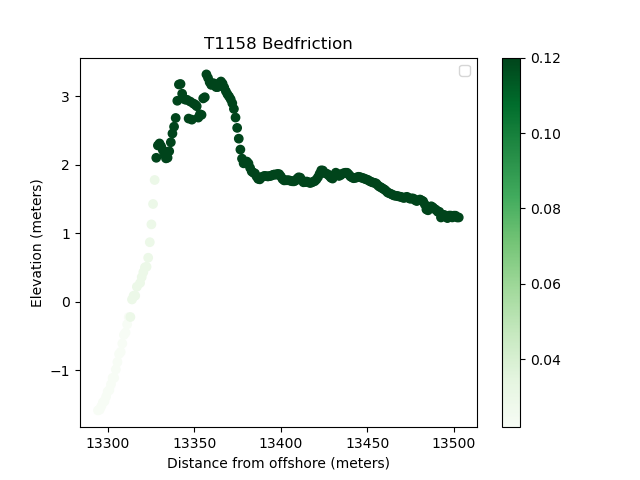 T1158 Bedfriction
Elevation (meters)
3
2
1
0
−1
13300 13350 13400 13450 13500
Distance from offshore (meters)
0.12
0.10
0.08
0.06
0.04